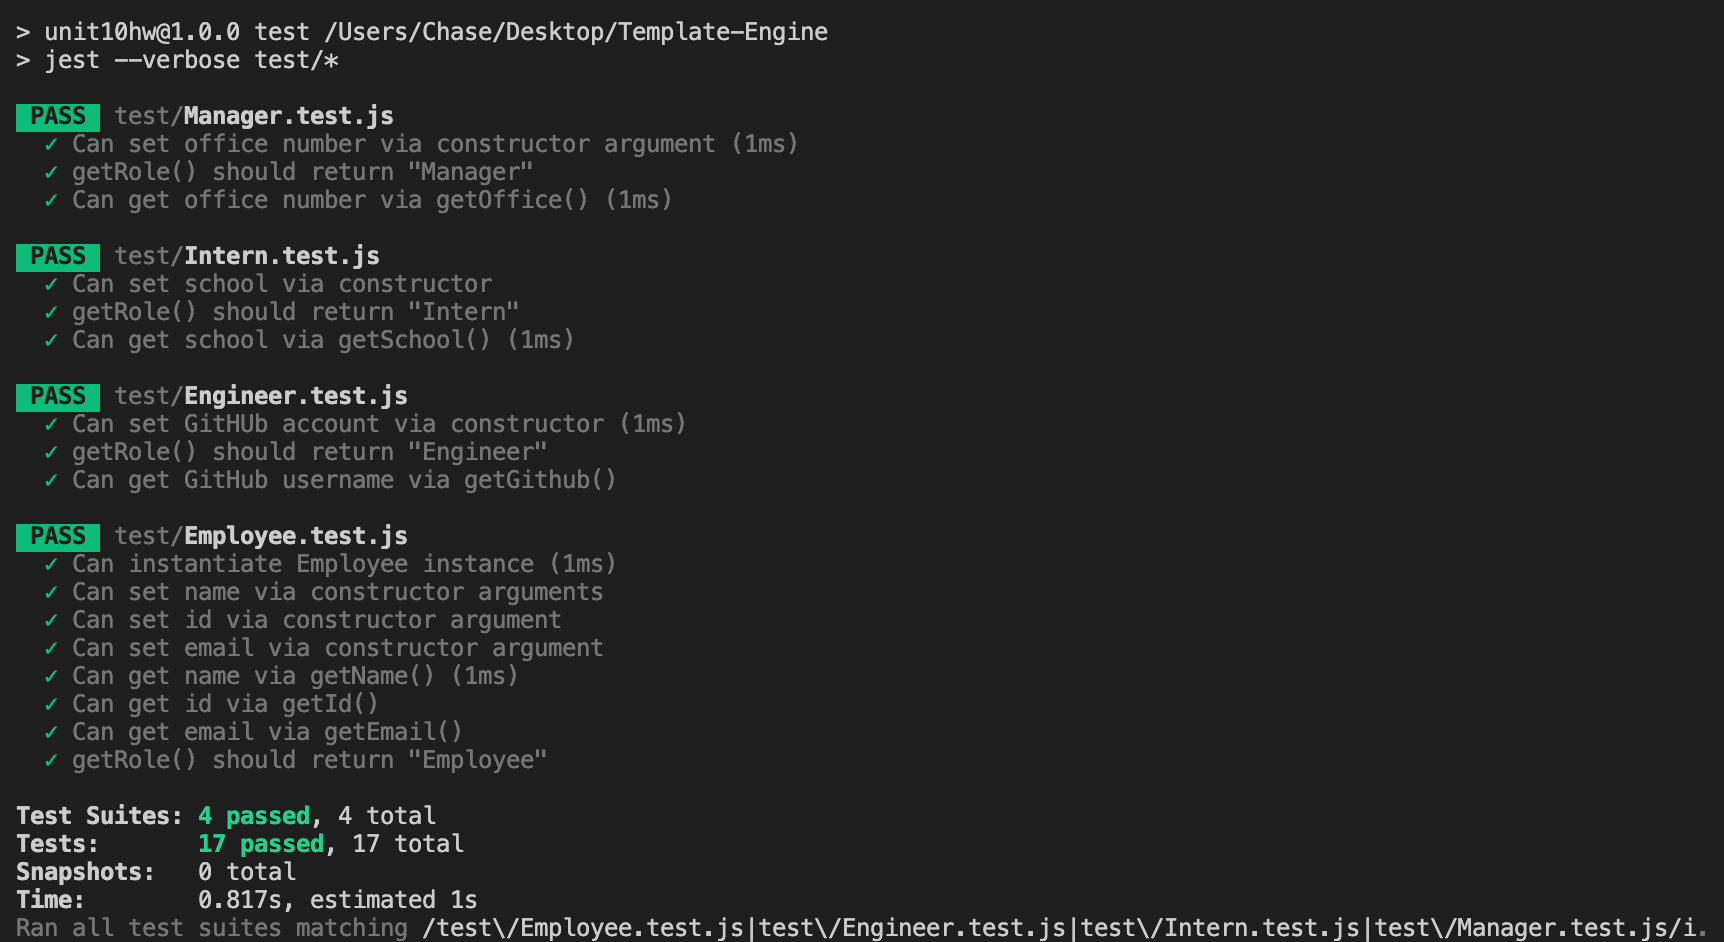 > unit10hw@1.0.0 test /Users/Chase/Desktop/Template-Engine
> jest --verbose test/*
PASS test/Manager.test.js
✓ Can set office number via constructor argument (1ms)
✓ getRole() should return "Manager"
✓ Can get office number via getOffice() (1ms)
PASS test/Intern.test.js
✓ Can set school via constructor
✓ getRole() should return "Intern"
✓ Can get school via getSchool() (1ms)
PASS test/Engineer.test.js
✓ Can set GitHUb account via constructor (1ms)
✓ getRole() should return "Engineer"
✓ Can get GitHub username via getGithub()
PASS test/Employee.test.js
✓ Can instantiate Employee instance (1ms)
✓ Can set name via constructor arguments
✓ Can set id via constructor argument
✓ Can set email via constructor argument
✓ Can get name via getName() (1ms)
✓ Can get id via getId()
✓ Can get email via getEmail()
✓ getRole() should return "Employee"
Test Suites: 4 passed, 4 total
Tests: 17 passed, 17 total
Snapshots: 0 total
Time: 0.817s, estimated 1s
Ran all test suites matching /test\/Employee.test.js|test\/Engineer.test.js|test\/Intern.test.js|test\/Manager.test.js/i.